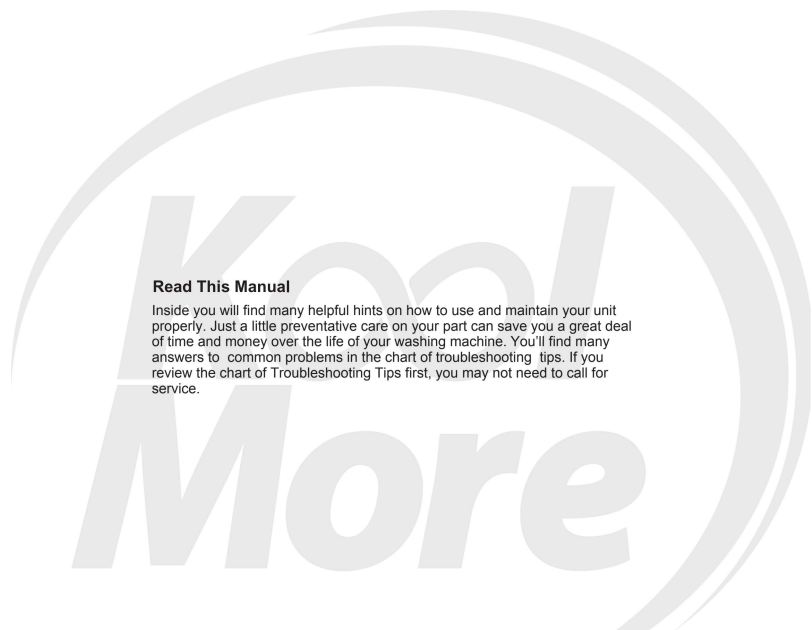 Kool
More
Read This Manual
Inside you will find many helpful hints on how to use and maintain your unit
properly. Just a little preventative care on your part can save you a great deal
of time and money over the life of your washing machine. You’ll find many
answers to  common problems in the chart of troubleshooting  tips. If you
review the chart of Troubleshooting Tips first, you may not need to call for
service.